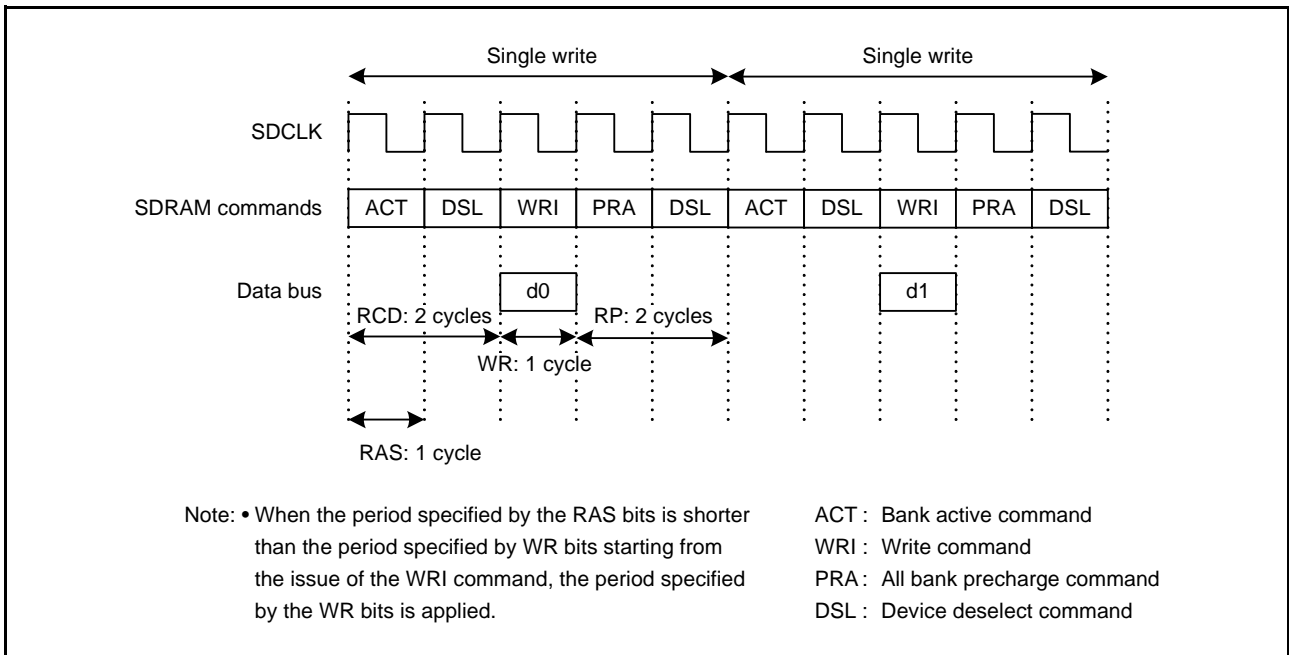 Single write Single write
SDCLK
SDRAM commands ACT DSL WRI PRA DSL ACT DSL WRI PRA DSL
Data bus d0 d1
RCD: 2 cycles RP: 2 cycles
WR: 1 cycle
RAS: 1 cycle
Note: • When the period specified by the RAS bits is shorter
than the period specified by WR bits starting from
the issue of the WRI command, the period specified
by the WR bits is applied.
ACT : Bank active command
WRI : Write command
PRA : All bank precharge command
DSL : Device deselect command